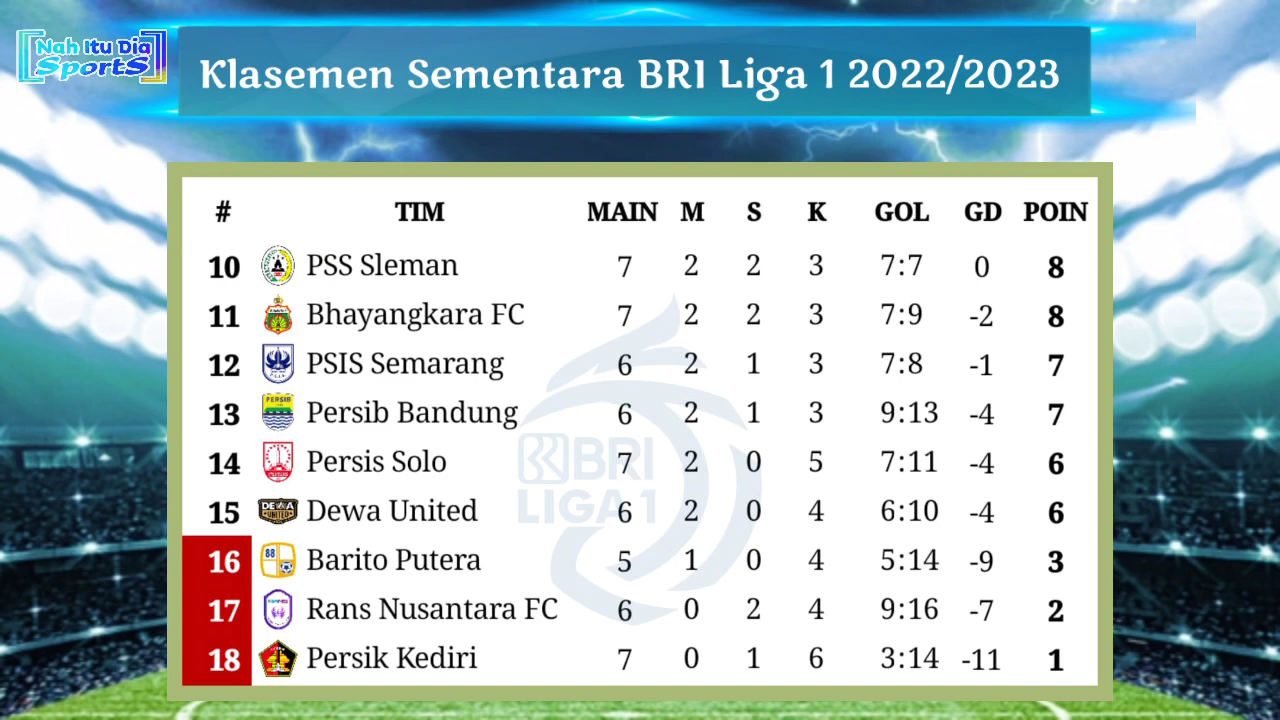 Nah Itu Dia
Sports
Klasemen Sementara BRI Liga 1 2022/2023
# TIM MAIN M S K GOL GD POIN
10 PSS Sleman 7 2 2 3 7:7 0 8
11 Bhayangkara FC 7 2 2 3 7:9 -2 8
12 PSIS Semarang 6 2 1 3 7:8 -1 7
13 PERSIB Persib Bandung 6 2 1 3 9:13 -4 7
14 Persis Solo 7 2 0 5 7:11 -4 6
15 DEWA UNITED Dewa United 6 2 0 4 6:10 -4 6
16 88 Barito Putera 5 1 0 4 5:14 -9 3
17 Rans Nusantara FC 6 0 2 4 9:16 -7 2
18 Persik Kediri 7 0 1 6 3:14 -11 1
BRI
LIGA 1